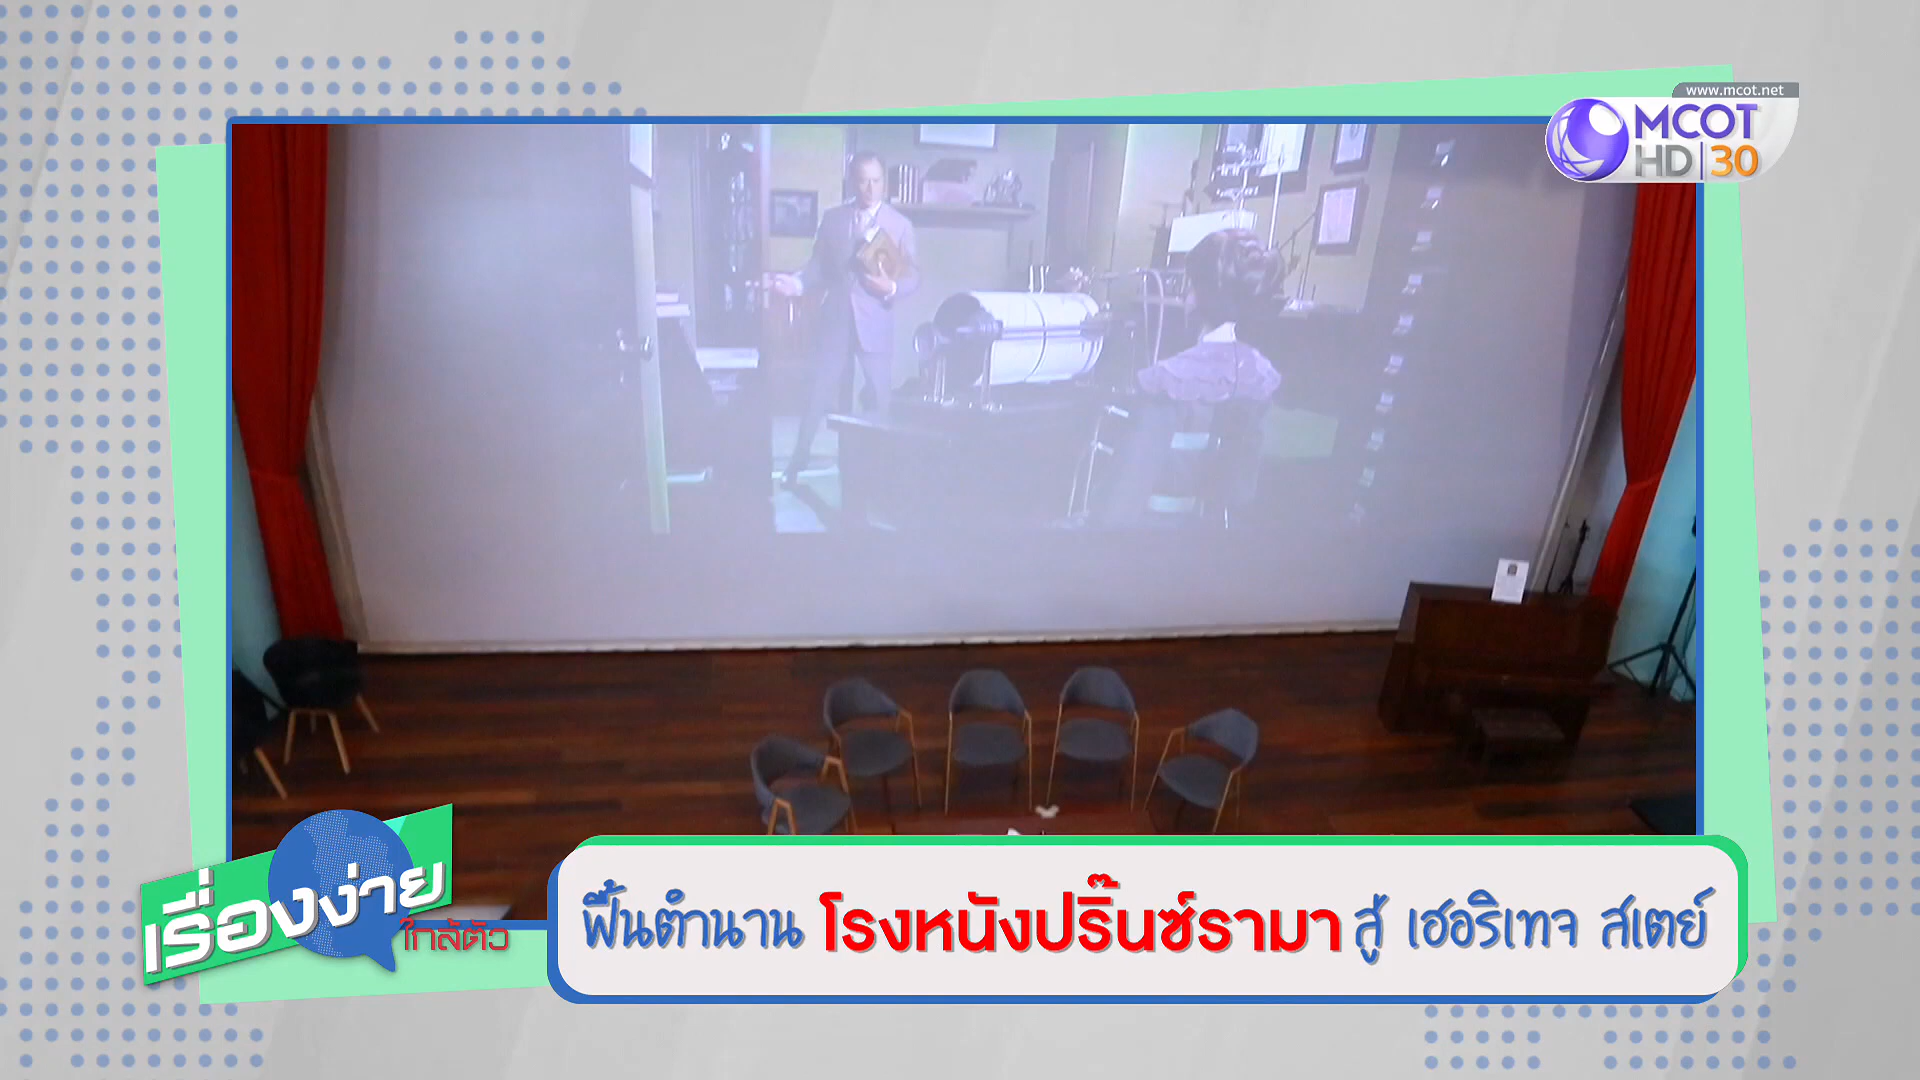 www.mcot.net
MCOT
HD 30
เรื่องง่าย
ใกล้ตัว
ฟื้นตำนาน โรงหนังปริ๊นซ์รามา สู่ เฮอริเทจ สเตย์